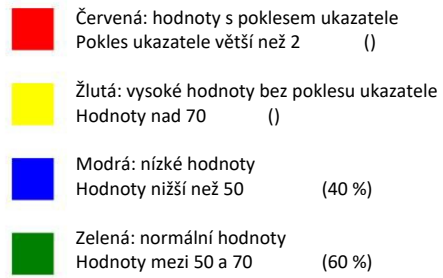 Červená: hodnoty s poklesem ukazatele
Pokles ukazatele větší než 2 ()
Žlutá: vysoké hodnoty bez poklesu ukazatele
Hodnoty nad 70 ()
Modrá: nízké hodnoty
Hodnoty nižší než 50 (40 %)
Zelená: normální hodnoty
Hodnoty mezi 50 a 70 (60 %)